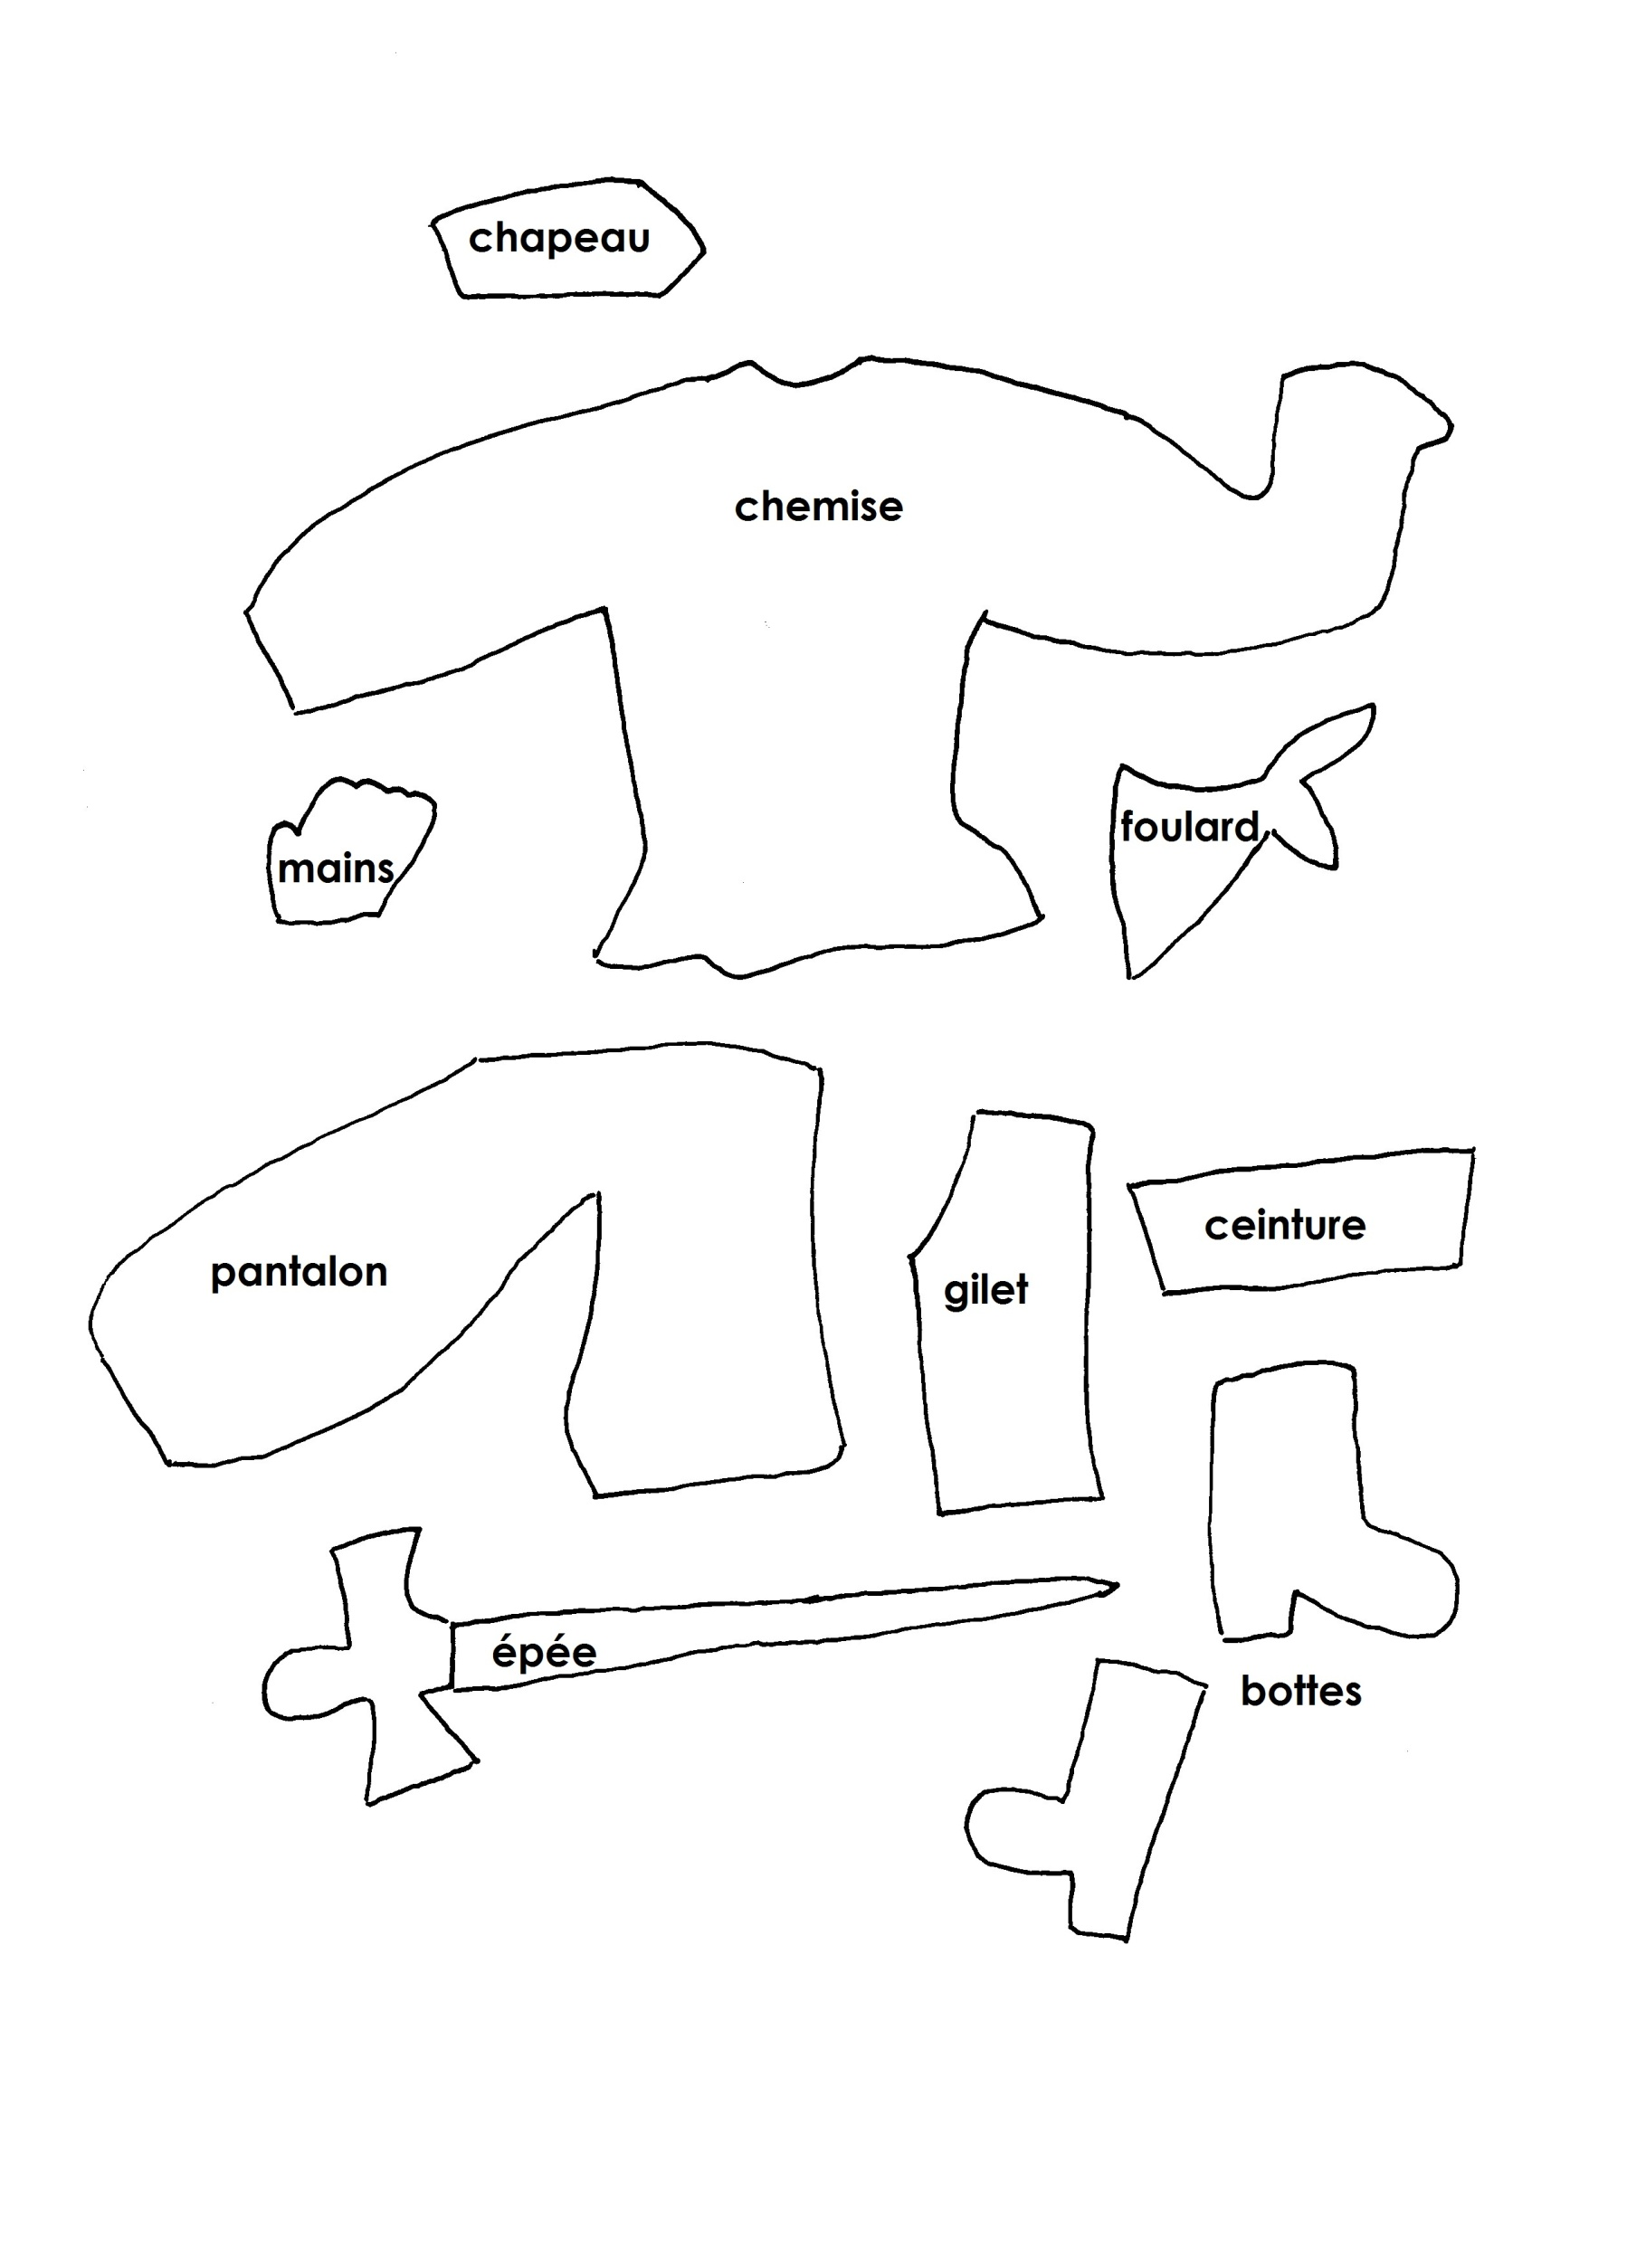 chapeau
chemise
foulard
mains
ceinture
pantalon
gilet
épée
bottes